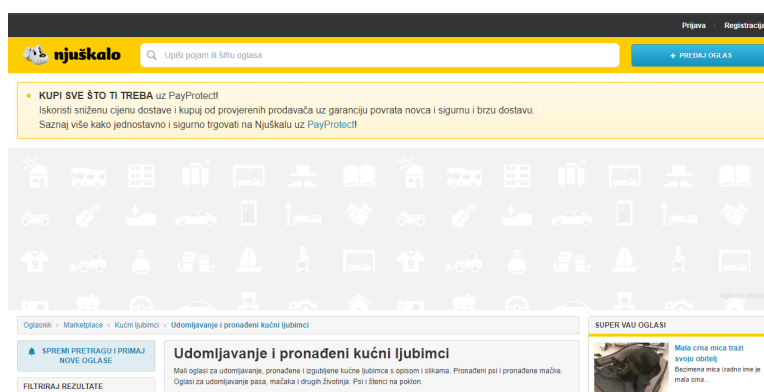 Prijava
Registracija
njuškalo
Upiši pojam ili šifru oglasa
+ PREDAJ OGLAS
KUPI SVE ŠTO TI TREBA uz PayProtect!
Iskoristi sniženu cijenu dostave i kupuj od provjerenih prodavača uz garanciju povrata novca i sigurnu i brzu dostavu.
Saznaj više kako jednostavno i sigurno trgovati na Njuškalu uz PayProtect!
9
9
Oglasnik › Marketplace › Kućni ljubimci › Udomljavanje i pronađeni kućni ljubimci
SUPER VAU OGLASI
SPREMI PRETRAGU I PRIMAJ
NOVE OGLASE
FILTRIRAJ REZULTATE
Udomljavanje i pronađeni kućni ljubimci
Mali oglasi za udomljavanje, pronađene i izgubljene kućne ljubimce s opisom i slikama. Pronađeni psi i pronađene mačke.
Oglasi za udomljavanje pasa, mačaka i drugih životinja. Psi i štenci na poklon.
Mala crna mica trazi
svoju obitelj
Bezimena mica (radno ime je
mala crna...